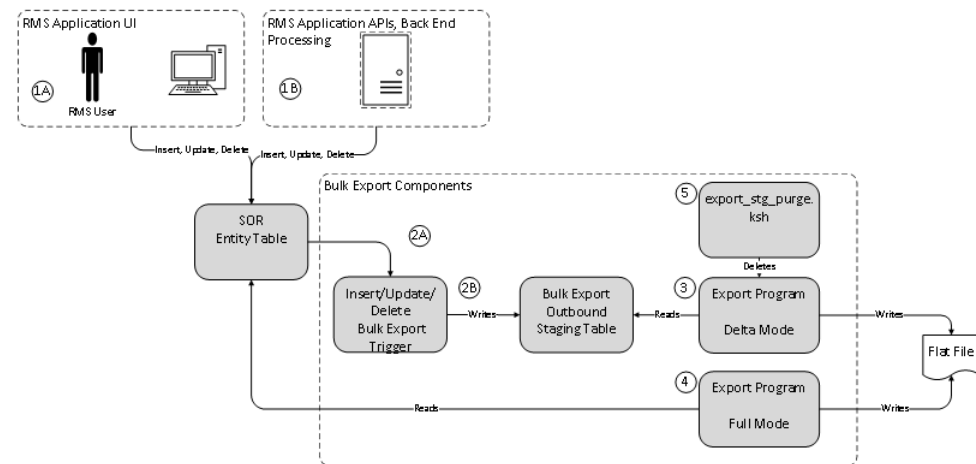 RMS Application UI
1A
RMS User
RMS Application APIs, Back End
Processing
1B
Insert, Update, Delete
Insert, Update, Delete
Bulk Export Components
SOR
Entity Table
2A
Insert/Update/
Delete
Bulk Export
Trigger
2B
Writes
Bulk Export
Outbound
Staging Table
Reads
5
export_stg_purge.
ksh
Deletes
3
Export Program
Delta Mode
Writes
Flat File
4
Export Program
Full Mode
Reads
Writes